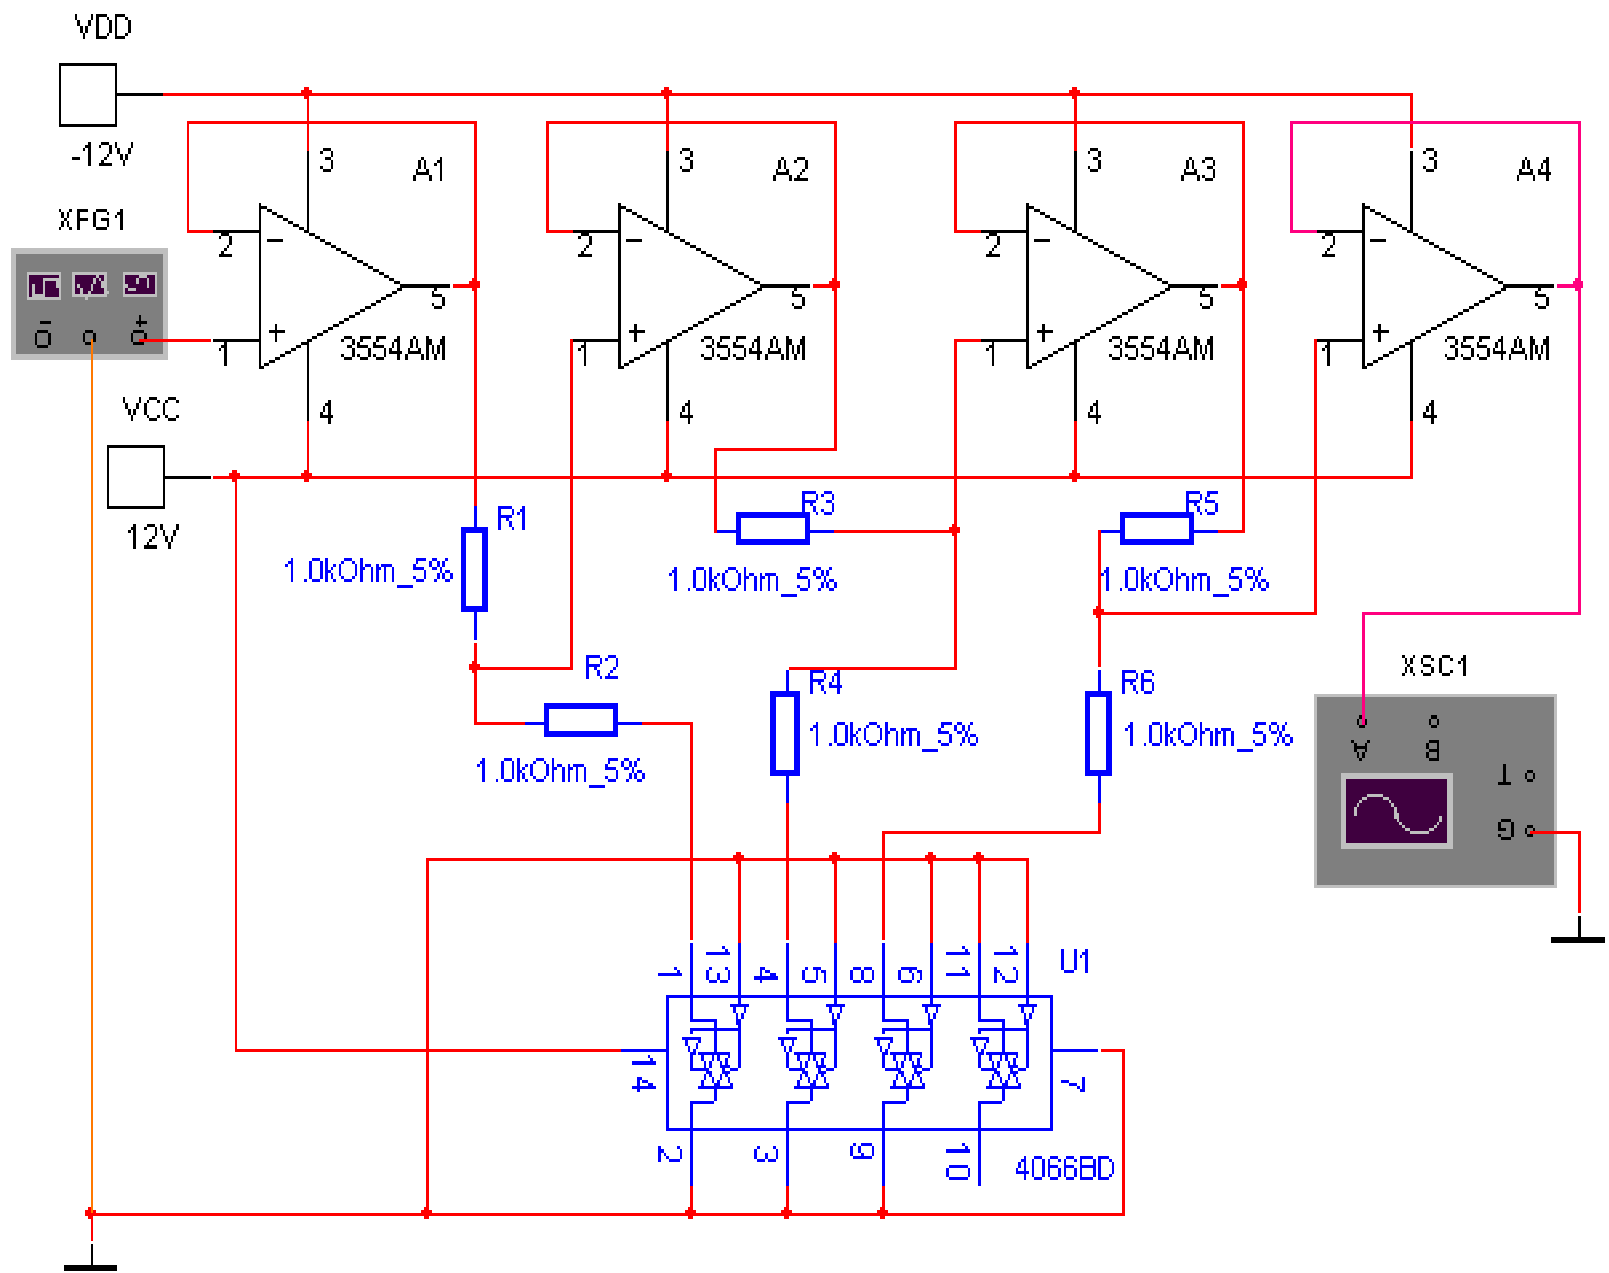 VDD
-12V
3
A1
3
A2
3
A3
3
A4
XFG1
2
2
2
2
5
5
5
5
- +
1
3554AM
1
3554AM
1
3554AM
1
3554AM
VCC
4
4
4
4
12V
R1
R3
R5
1.0kOhm_5%
1.0kOhm_5%
1.0kOhm_5%
R2
R4
R6
XSC1
1.0kOhm_5%
1.0kOhm_5%
1.0kOhm_5%
A
B
T
G
1
13
4
5
8
6
11
12
U1
14
7
2
3
9
10
4066BD